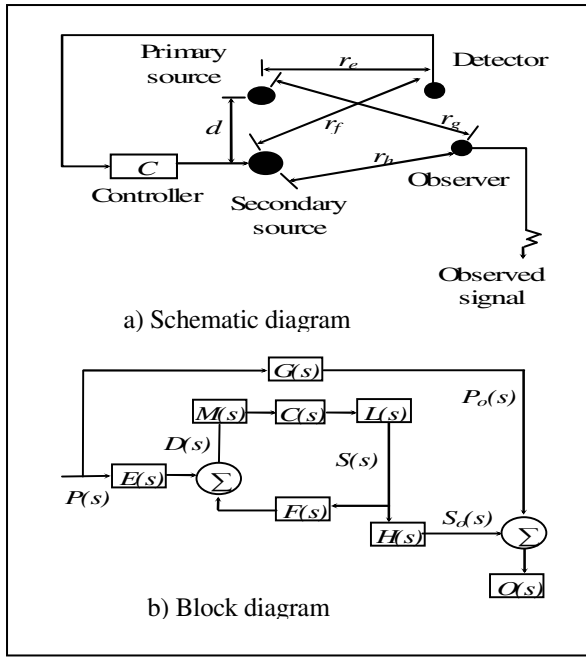 Primary
source
r_e
Detector
d
r_f
r_g
r_h
C
Controller
Observer
Secondary
source
Observed
signal
a) Schematic diagram
G(s)
P_o(s)
M(s)
C(s)
L(s)
D(s)
S(s)
P(s)
E(s)
Σ
F(s)
H(s)
S_o(s)
Σ
O(s)
b) Block diagram